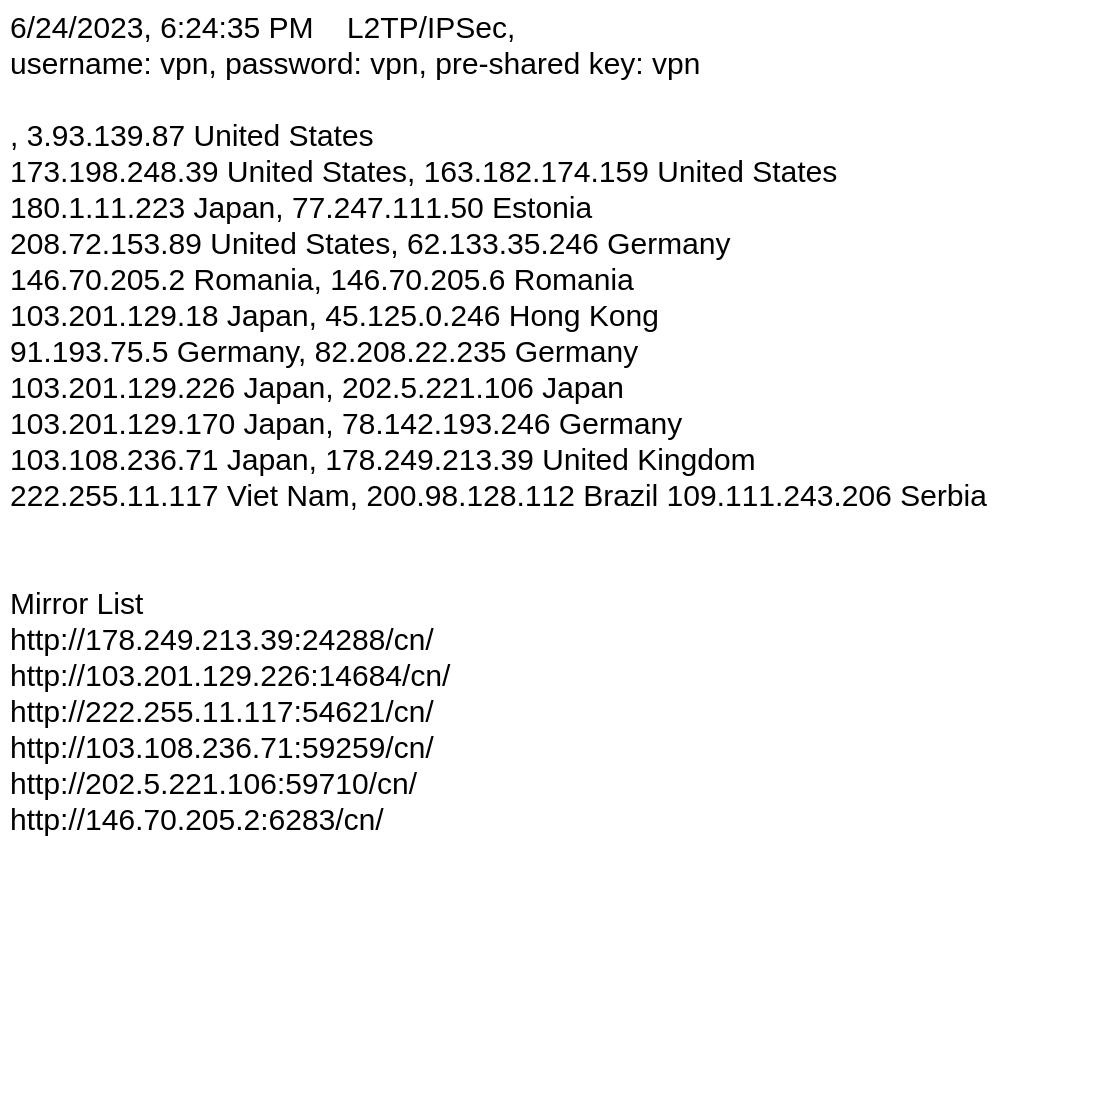 6/24/2023, 6:24:35 PM    L2TP/IPSec,
username: vpn, password: vpn, pre-shared key: vpn
, 3.93.139.87 United States
173.198.248.39 United States, 163.182.174.159 United States
180.1.11.223 Japan, 77.247.111.50 Estonia
208.72.153.89 United States, 62.133.35.246 Germany
146.70.205.2 Romania, 146.70.205.6 Romania
103.201.129.18 Japan, 45.125.0.246 Hong Kong
91.193.75.5 Germany, 82.208.22.235 Germany
103.201.129.226 Japan, 202.5.221.106 Japan
103.201.129.170 Japan, 78.142.193.246 Germany
103.108.236.71 Japan, 178.249.213.39 United Kingdom
222.255.11.117 Viet Nam, 200.98.128.112 Brazil 109.111.243.206 Serbia
Mirror List
http://178.249.213.39:24288/cn/
http://103.201.129.226:14684/cn/
http://222.255.11.117:54621/cn/
http://103.108.236.71:59259/cn/
http://202.5.221.106:59710/cn/
http://146.70.205.2:6283/cn/